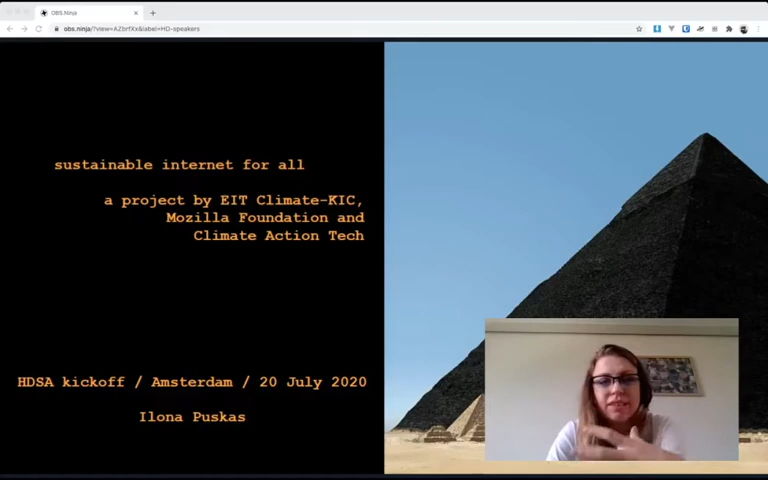 OBS.Ninja
obs.ninja/?view=AZbrfXx&label=HD-speakers
sustainable internet for all
a project by EIT Climate-KIC,
Mozilla Foundation and
Climate Action Tech
HDSA kickoff / Amsterdam / 20 July 2020
Ilona Puskas